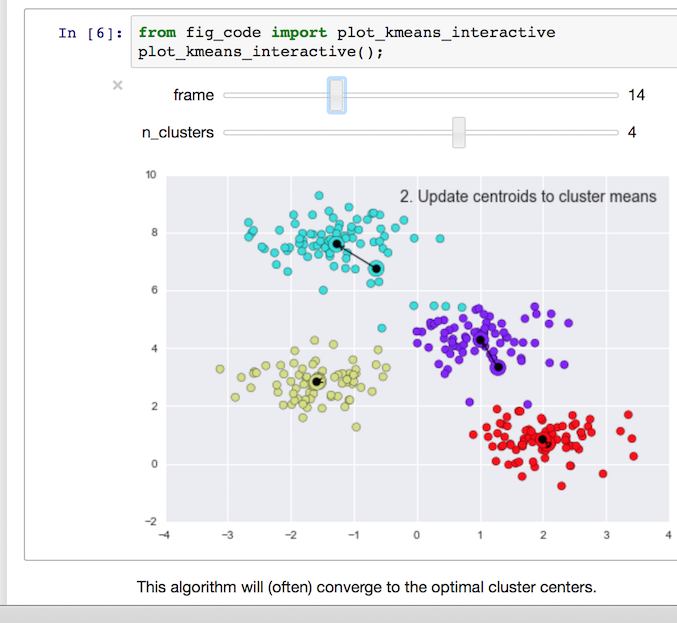 In [6]: from fig_code import plot_kmeans_interactive
plot_kmeans_interactive();
×
frame 14
n_clusters 4
2. Update centroids to cluster means
10
8
6
4
2
0
−2
−4 −3 −2 −1 0 1 2 3 4
This algorithm will (often) converge to the optimal cluster centers.